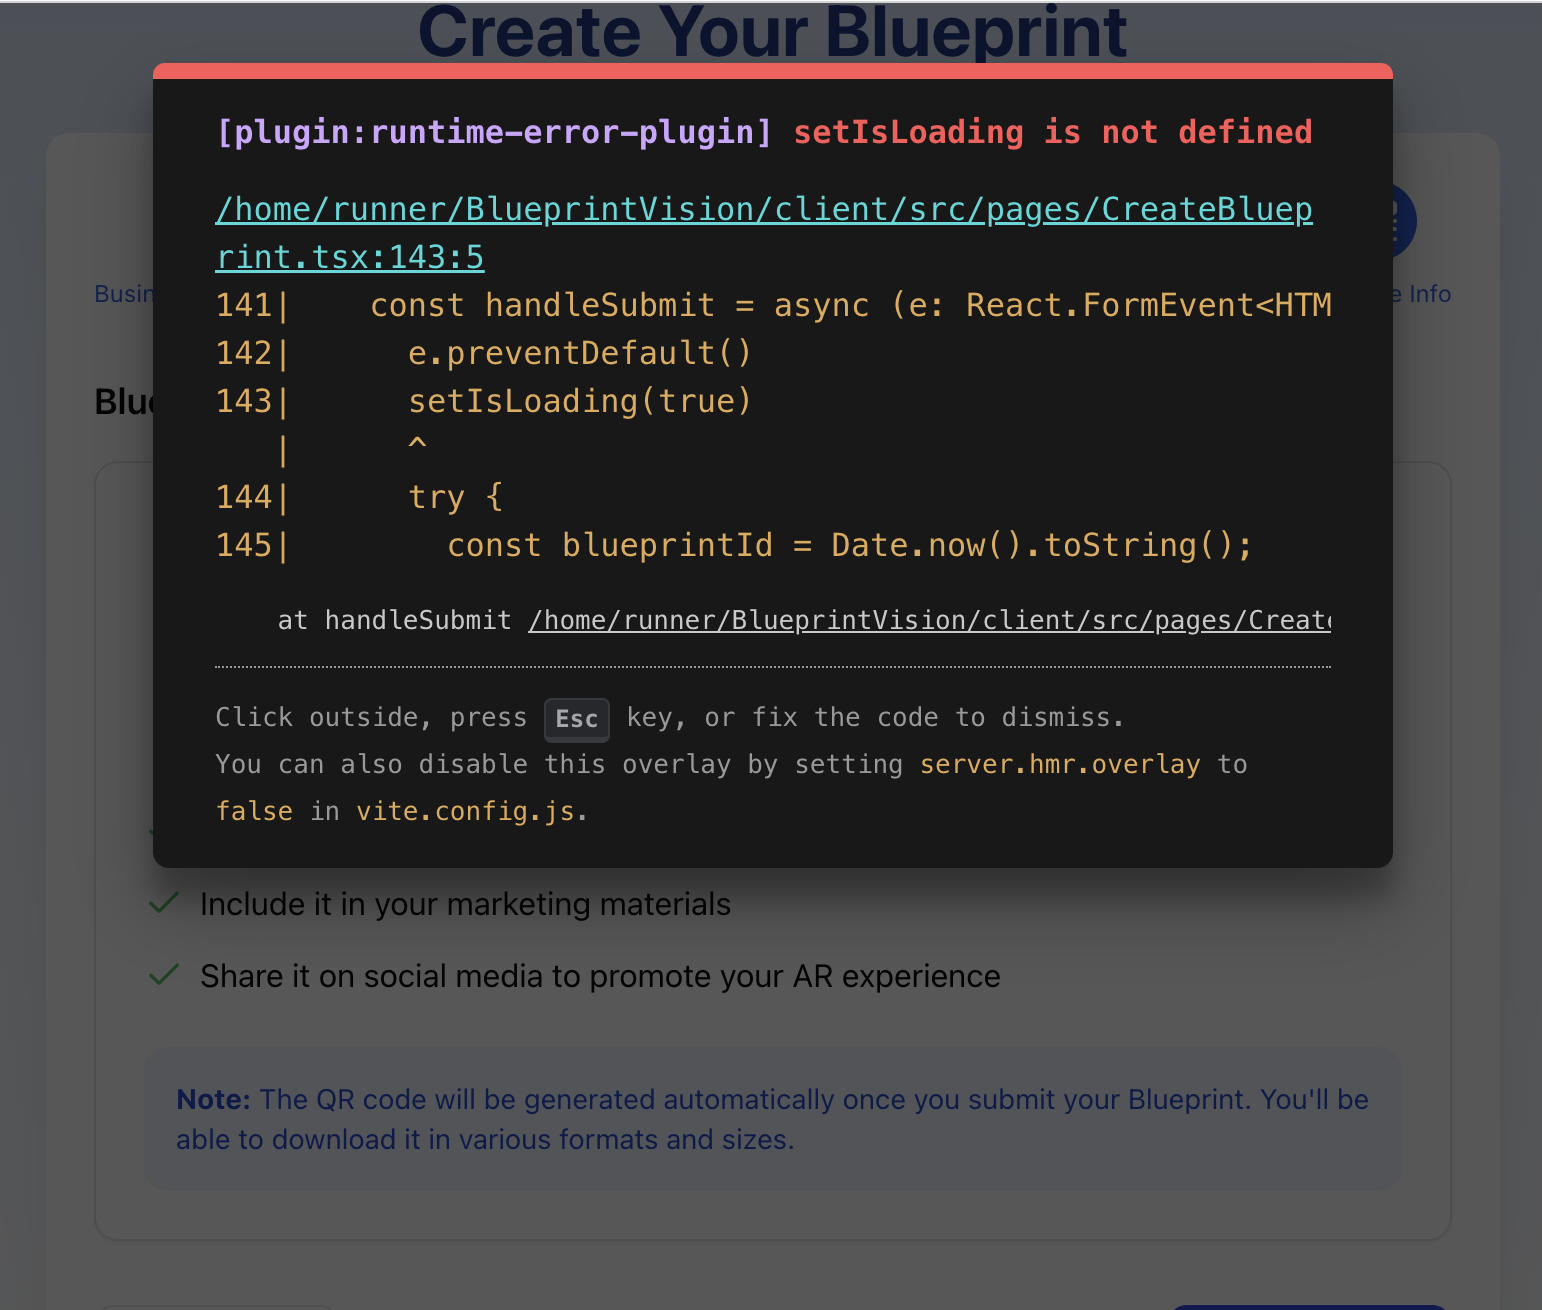 Create Your Blueprint
[plugin:runtime-error-plugin] setIsLoading is not defined
/home/runner/BlueprintVision/client/src/pages/CreateBluep
rint.tsx:143:5
141|    const handleSubmit = async (e: React.FormEvent<HTM
142|      e.preventDefault()
143|      setIsLoading(true)
   |      ^
144|      try {
145|        const blueprintId = Date.now().toString();
at handleSubmit /home/runner/BlueprintVision/client/src/pages/Create
Click outside, press Esc key, or fix the code to dismiss.
You can also disable this overlay by setting server.hmr.overlay to
false in vite.config.js.
Busin
e Info
Blue
Include it in your marketing materials
Share it on social media to promote your AR experience
Note: The QR code will be generated automatically once you submit your Blueprint. You'll be
able to download it in various formats and sizes.